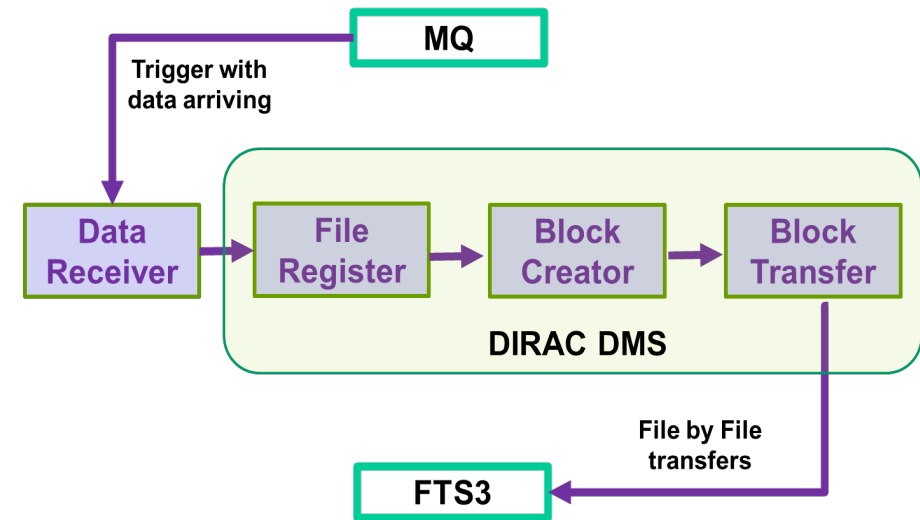 MQ
Trigger with
data arriving
Data
Receiver
File
Register
Block
Creator
Block
Transfer
DIRAC DMS
File by File
transfers
FTS3